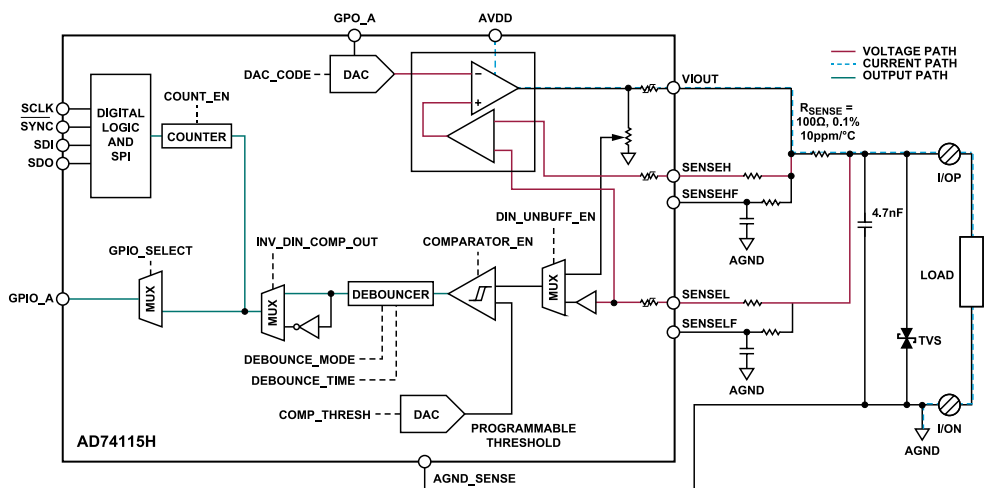 GPO_A
AVDD
VOLTAGE PATH
CURRENT PATH
OUTPUT PATH
DAC_CODE
DAC
−
+
VIOUT
RSENSE =
100Ω, 0.1%
10ppm/°C
SCLK
SYNC
SDI
SDO
DIGITAL
LOGIC
AND
SPI
COUNT_EN
COUNTER
SENSEH
SENSEHF
I/OP
4.7nF
AGND
LOAD
GPIO_SELECT
INV_DIN_COMP_OUT
COMPARATOR_EN
DIN_UNBUFF_EN
GPIO_A
MUX
MUX
DEBOUNCER
MUX
SENSEL
SENSELF
AGND
TVS
DEBOUNCE_MODE
DEBOUNCE_TIME
COMP_THRESH
DAC
PROGRAMMABLE
THRESHOLD
AD74115H
AGND_SENSE
I/ON
AGND